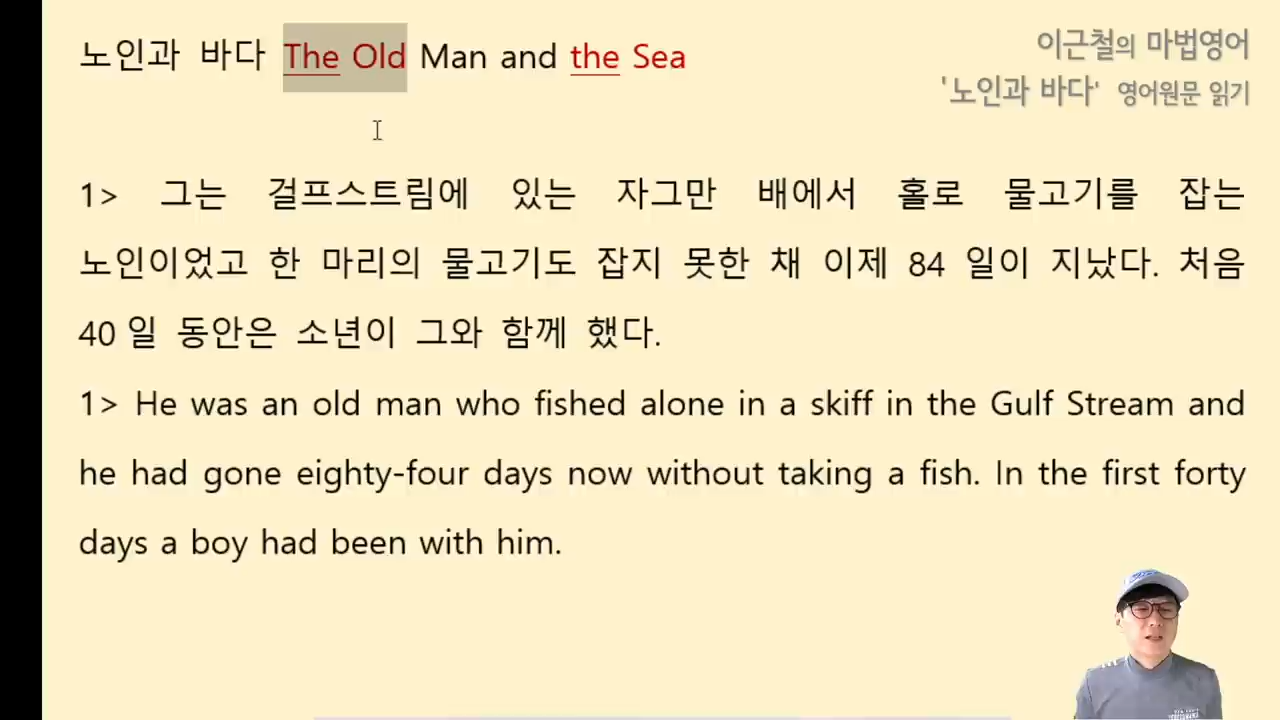 노인과 바다 The Old Man and the Sea
이근철의 마법영어
'노인과 바다' 영어원문 읽기
1> 그는 걸프스트림에 있는 자그만 배에서 홀로 물고기를 잡는
노인이었고 한 마리의 물고기도 잡지 못한 채 이제 84 일이 지났다. 처음
40 일 동안은 소년이 그와 함께 했다.
1> He was an old man who fished alone in a skiff in the Gulf Stream and
he had gone eighty-four days now without taking a fish. In the first forty
days a boy had been with him.